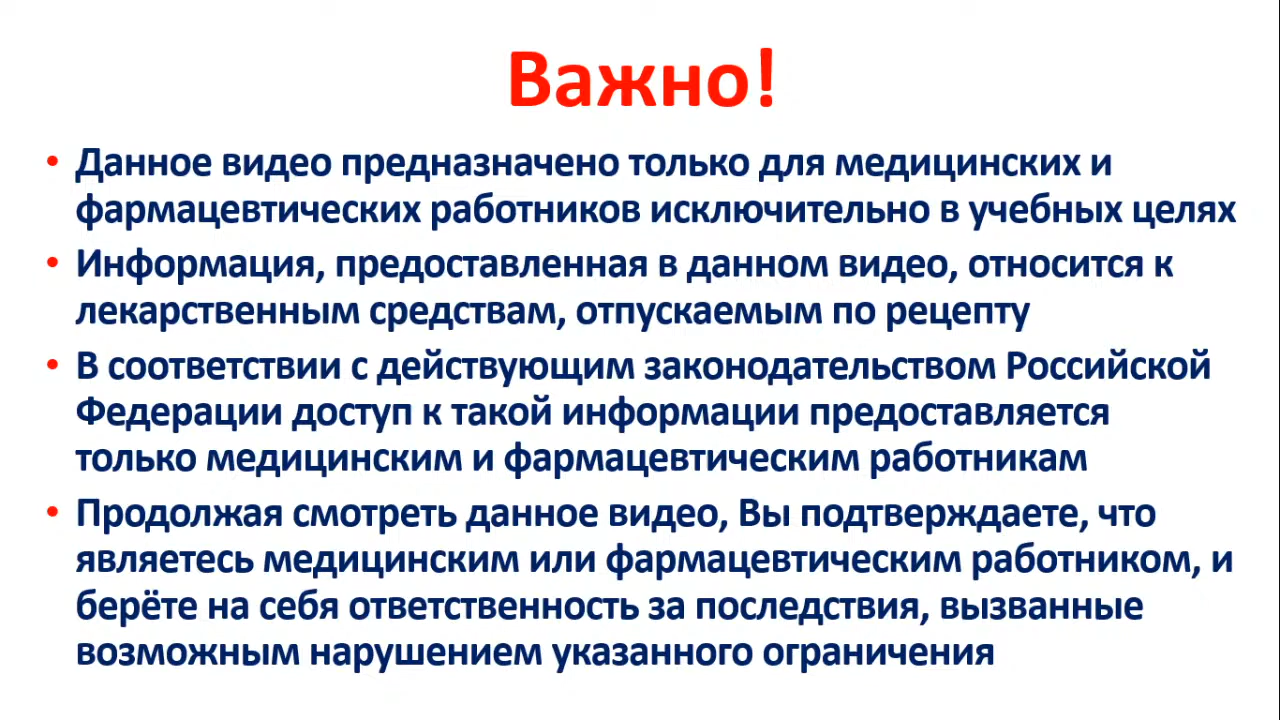 Важно!
• Данное видео предназначено только для медицинских и
фармацевтических работников исключительно в учебных целях
• Информация, предоставленная в данном видео, относится к
лекарственным средствам, отпускаемым по рецепту
• В соответствии с действующим законодательством Российской
Федерации доступ к такой информации предоставляется
только медицинским и фармацевтическим работникам
• Продолжая смотреть данное видео, Вы подтверждаете, что
являетесь медицинским или фармацевтическим работником, и
берёте на себя ответственность за последствия, вызванные
возможным нарушением указанного ограничения